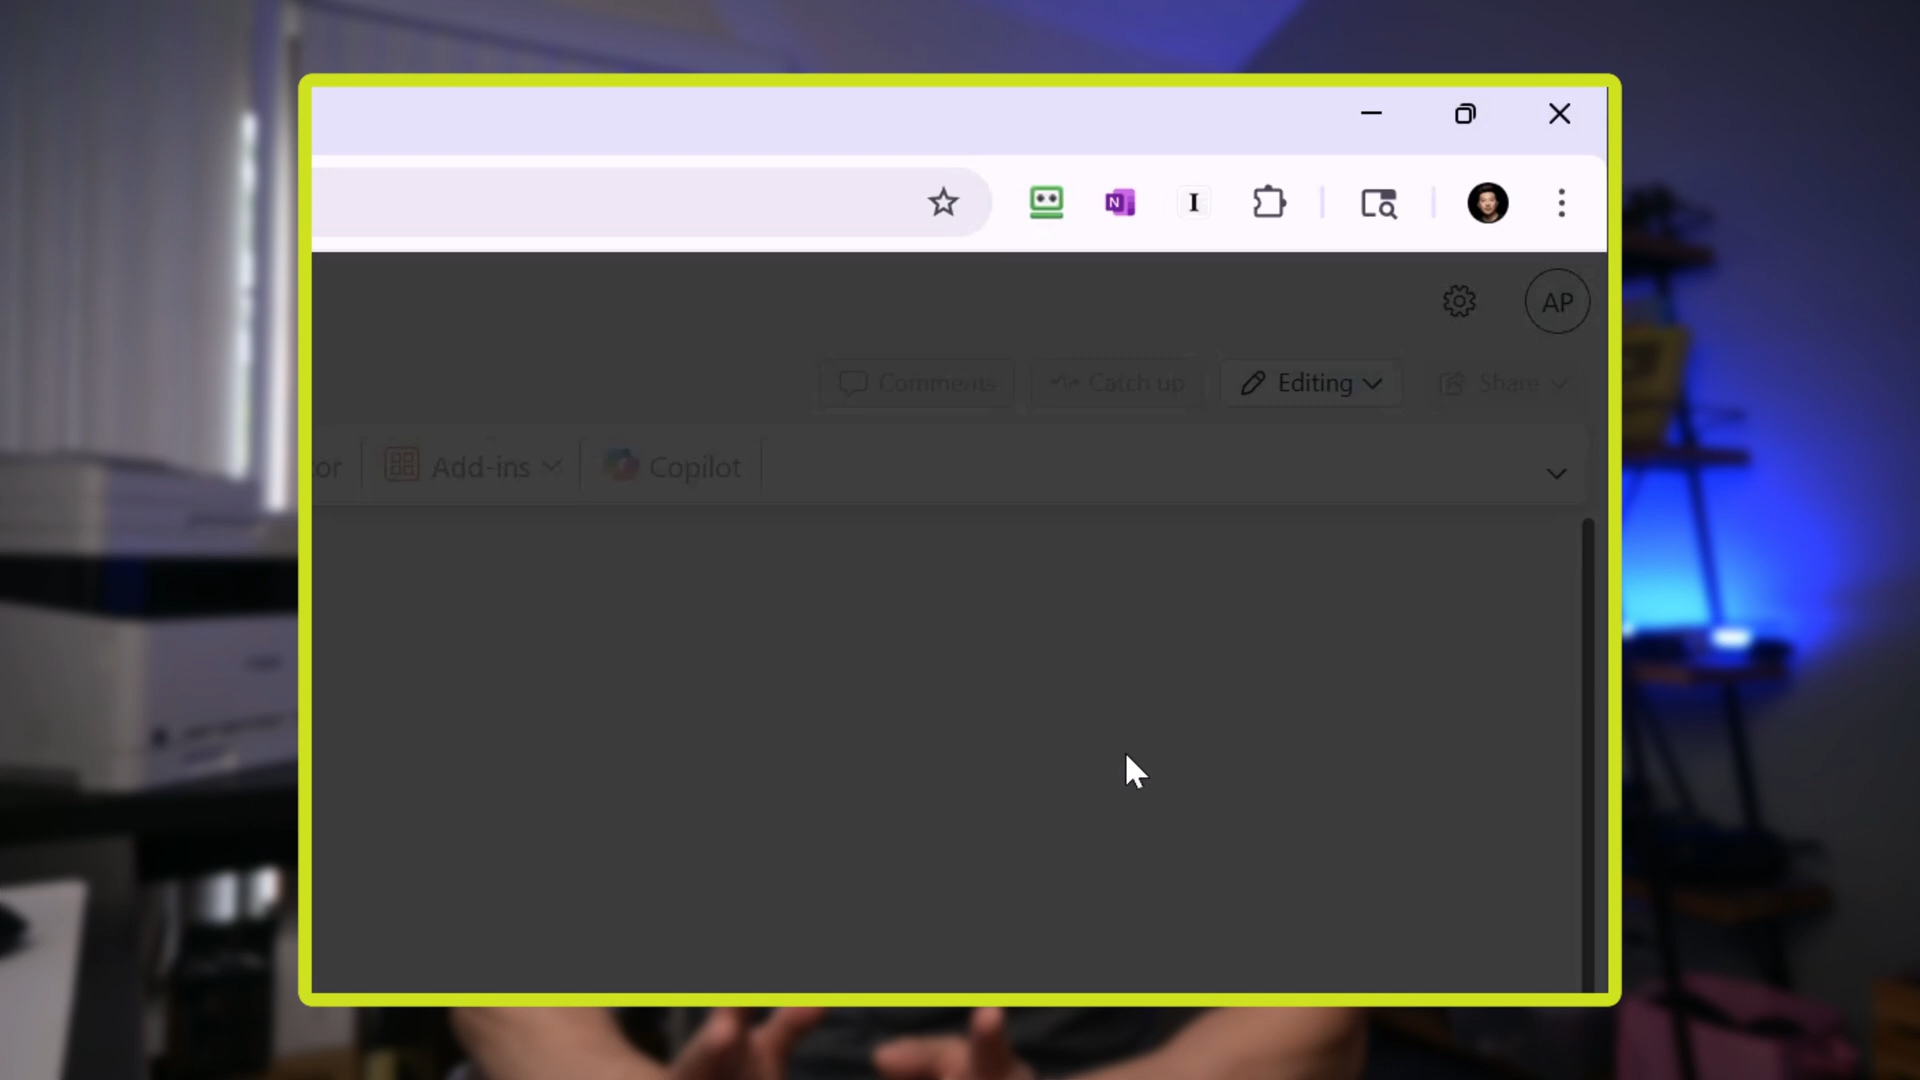 N
I
AP
Comments
Catch up
Editing
Share
or
Add-ins
Copilot